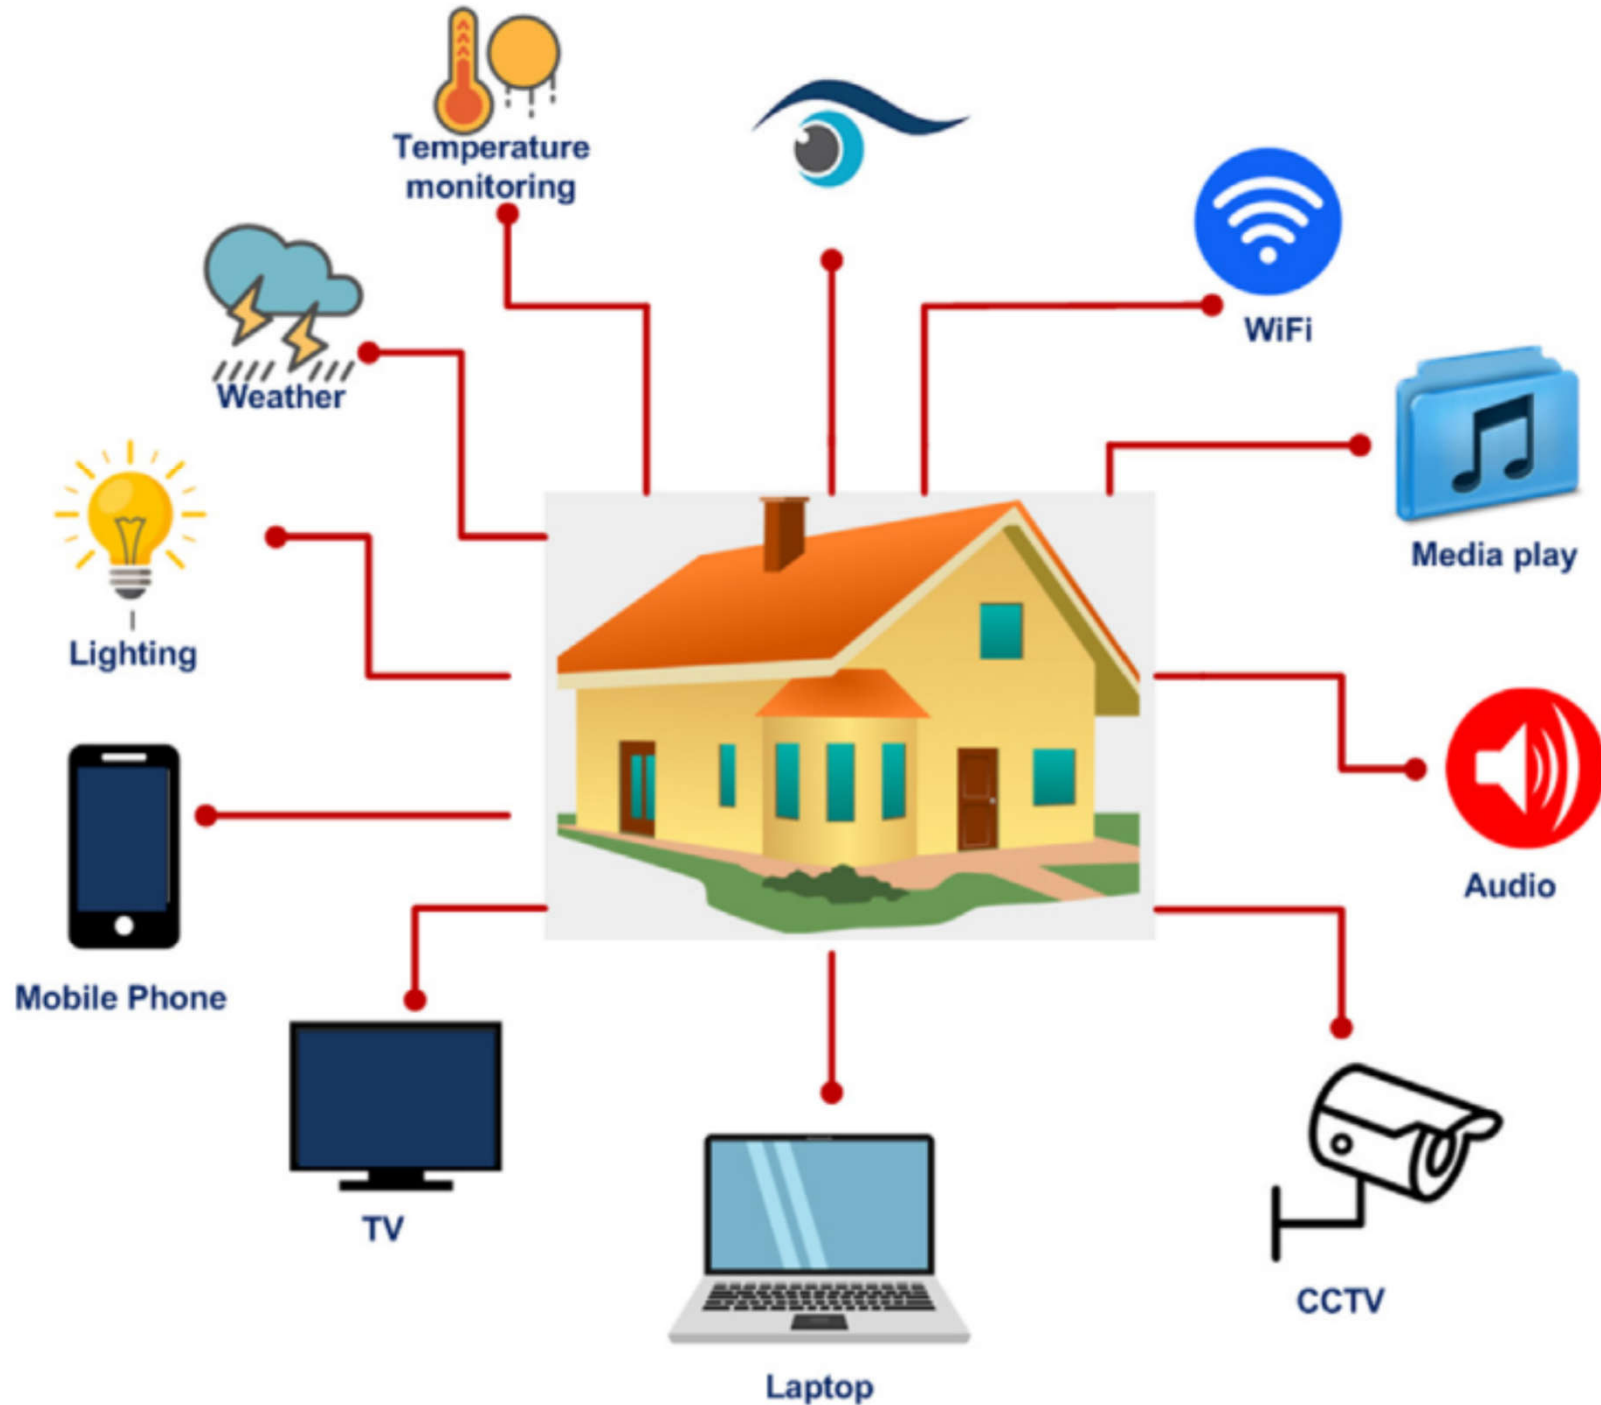 Temperature
monitoring
WiFi
Weather
Media play
Lighting
Audio
Mobile Phone
TV
CCTV
Laptop